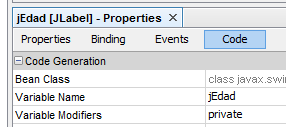 jEdad [JLabel] - Properties
Properties Binding Events Code
Code Generation
Bean Class class javax.swi
Variable Name jEdad
Variable Modifiers private